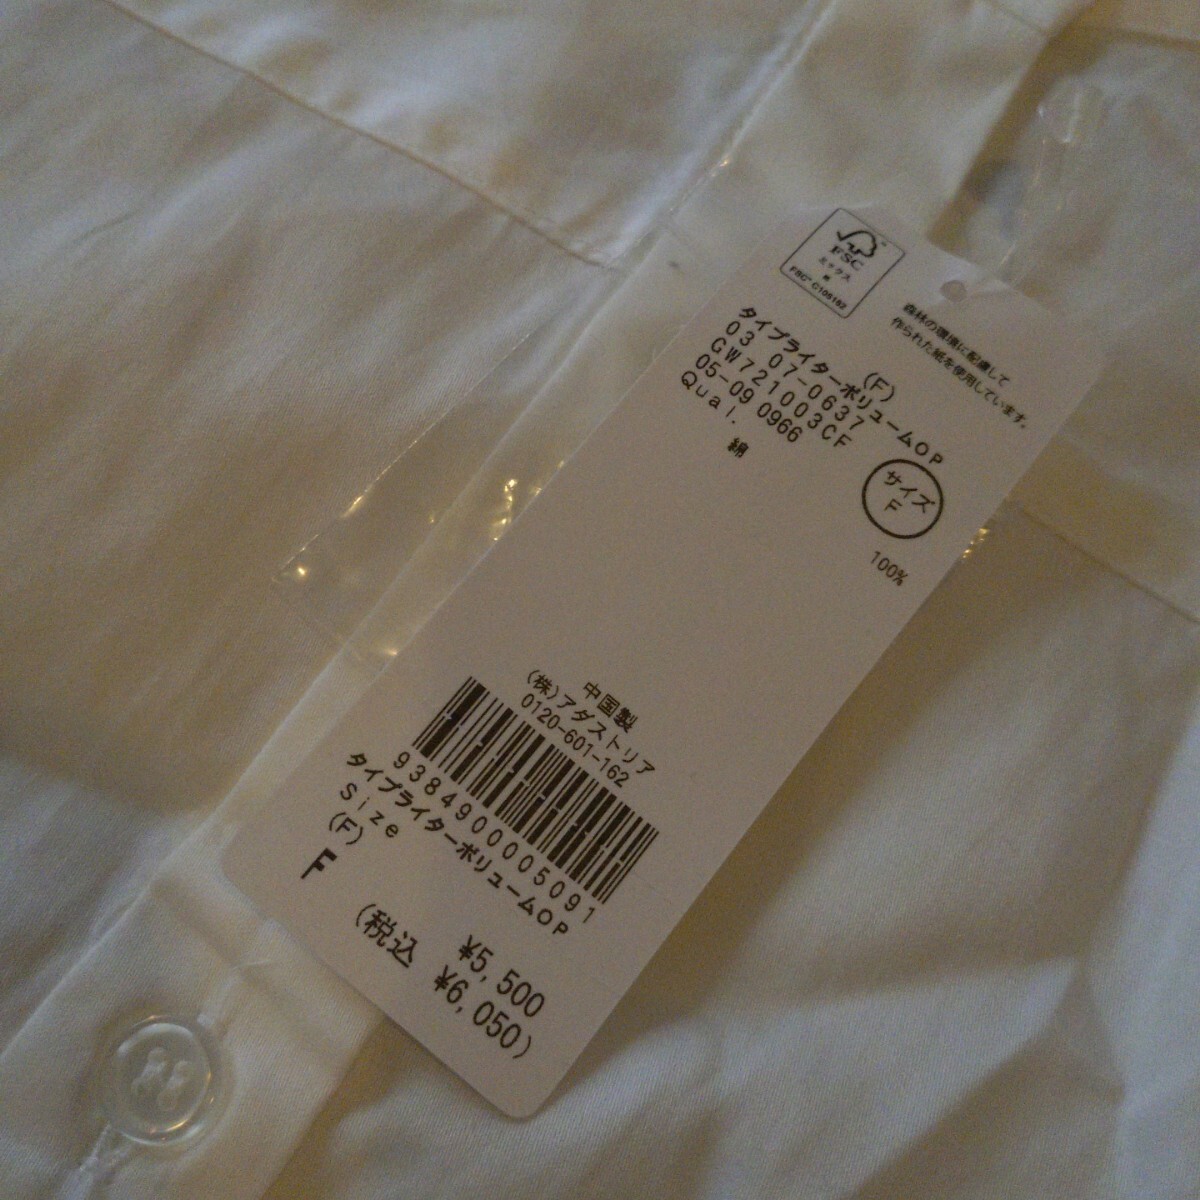 FSC
ミックス
紙
FSC™ C105162
森林の環境に配慮して
作られた紙を使用しています。
(F)
タイプライターボリュームOP
03 07-0637
GW721003CF
05-09 0966
Qual.
サイズ
F
綿 100%
中国製
(株)アダストリア
0120-601-162
9384900005091
タイプライターボリュームOP
Size
(F)
F
¥5,500
(税込 ¥6,050)